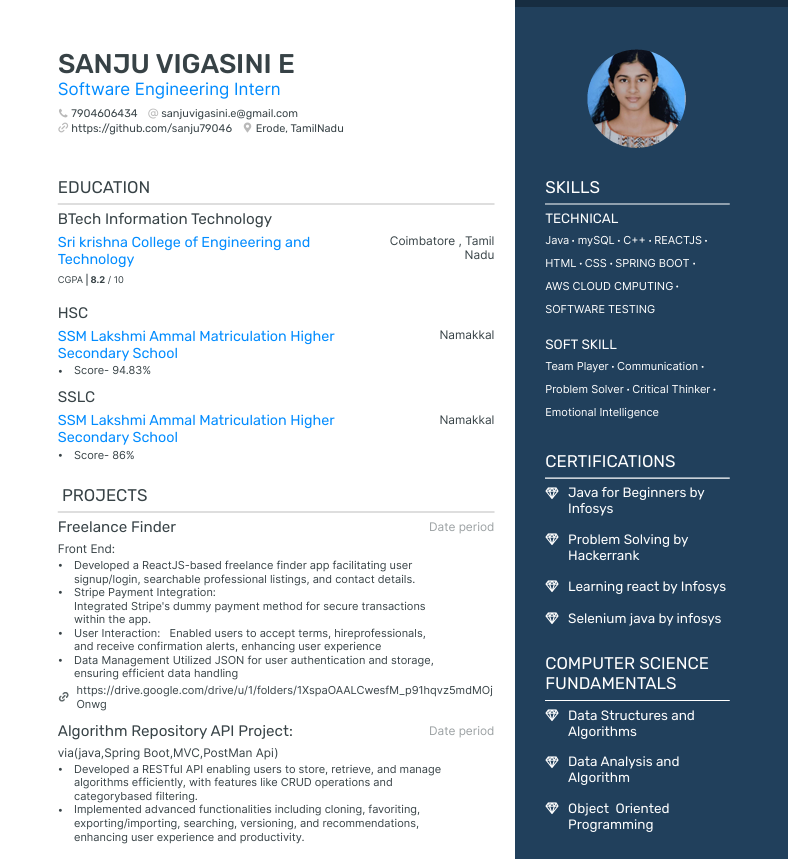 SANJU VIGASINI E
Software Engineering Intern
7904606434 sanjuvigasini.e@gmail.com
https://github.com/sanju79046 Erode, TamilNadu
EDUCATION
BTech Information Technology
Sri krishna College of Engineering and
Technology
Coimbatore , Tamil
Nadu
CGPA | 8.2 / 10
HSC
SSM Lakshmi Ammal Matriculation Higher
Secondary School
Namakkal
• Score- 94.83%
SSLC
SSM Lakshmi Ammal Matriculation Higher
Secondary School
Namakkal
• Score- 86%
PROJECTS
Freelance Finder Date period
Front End:
• Developed a ReactJS-based freelance finder app facilitating user
signup/login, searchable professional listings, and contact details.
• Stripe Payment Integration:
Integrated Stripe's dummy payment method for secure transactions
within the app.
• User Interaction: Enabled users to accept terms, hireprofessionals,
and receive confirmation alerts, enhancing user experience
• Data Management Utilized JSON for user authentication and storage,
ensuring efficient data handling
https://drive.google.com/drive/u/1/folders/1XspaOAALCwesfM_p91hqvz5mdMOj
Onwg
Algorithm Repository API Project: Date period
via(java,Spring Boot,MVC,PostMan Api)
• Developed a RESTful API enabling users to store, retrieve, and manage
algorithms efficiently, with features like CRUD operations and
categorybased filtering.
• Implemented advanced functionalities including cloning, favoriting,
exporting/importing, searching, versioning, and recommendations,
enhancing user experience and productivity.
SKILLS
TECHNICAL
Java • mySQL • C++ • REACTJS •
HTML • CSS • SPRING BOOT •
AWS CLOUD CMPUTING •
SOFTWARE TESTING
SOFT SKILL
Team Player • Communication •
Problem Solver • Critical Thinker •
Emotional Intelligence
CERTIFICATIONS
Java for Beginners by
Infosys
Problem Solving by
Hackerrank
Learning react by Infosys
Selenium java by infosys
COMPUTER SCIENCE
FUNDAMENTALS
Data Structures and
Algorithms
Data Analysis and
Algorithm
Object Oriented
Programming